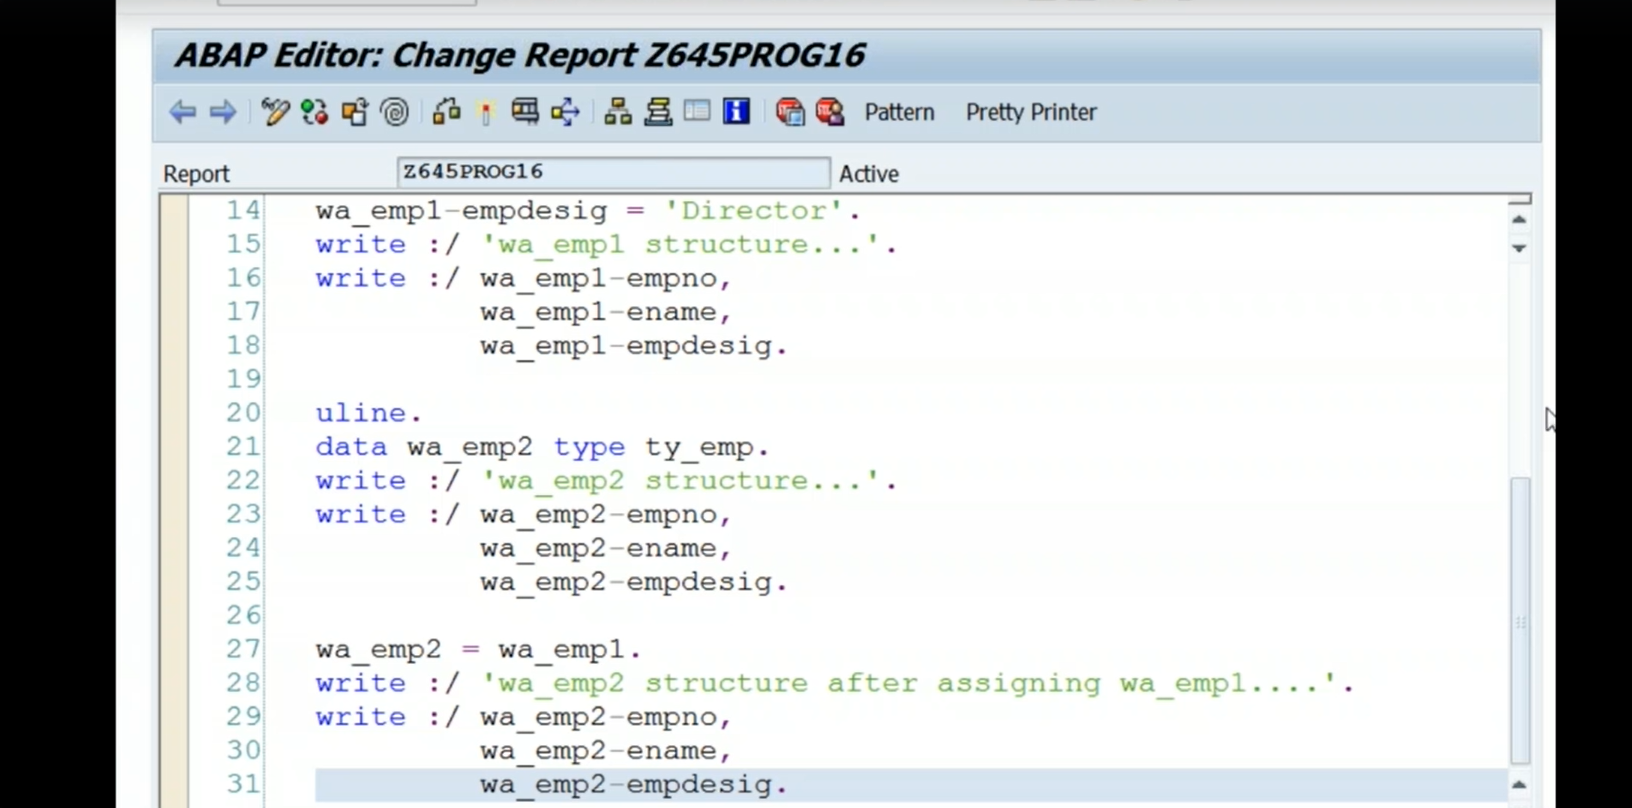 ABAP Editor: Change Report Z645PROG16
Pattern Pretty Printer
Report Z645PROG16 Active
14 wa_emp1-empdesig = 'Director'.
15 write :/ 'wa_emp1 structure...'.
16 write :/ wa_emp1-empno,
17 wa_emp1-ename,
18 wa_emp1-empdesig.
19
20 uline.
21 data wa_emp2 type ty_emp.
22 write :/ 'wa_emp2 structure...'.
23 write :/ wa_emp2-empno,
24 wa_emp2-ename,
25 wa_emp2-empdesig.
26
27 wa_emp2 = wa_emp1.
28 write :/ 'wa_emp2 structure after assigning wa_emp1....'.
29 write :/ wa_emp2-empno,
30 wa_emp2-ename,
31 wa_emp2-empdesig.